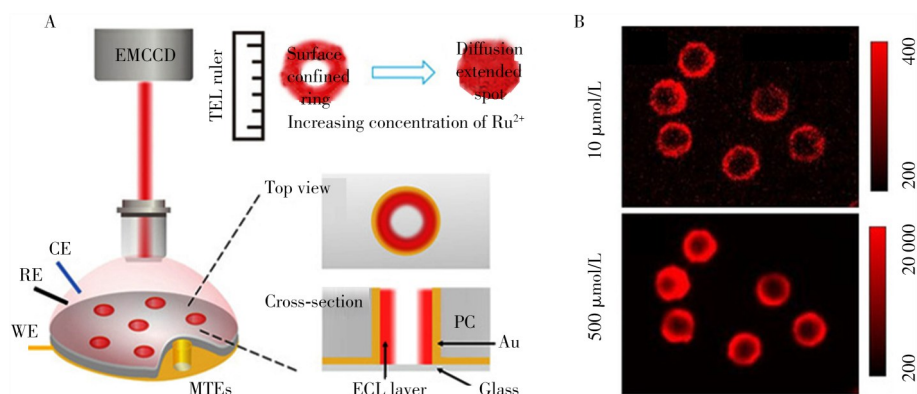 A
EMCCD
TEL ruler
Surface
confined
ring
Diffusion
extended
spot
Increasing concentration of Ru²⁺
Top view
CE
RE
WE
MTEs
Cross-section
PC
Au
ECL layer
Glass
B
10 μmol/L
400
200
500 μmol/L
20 000
200